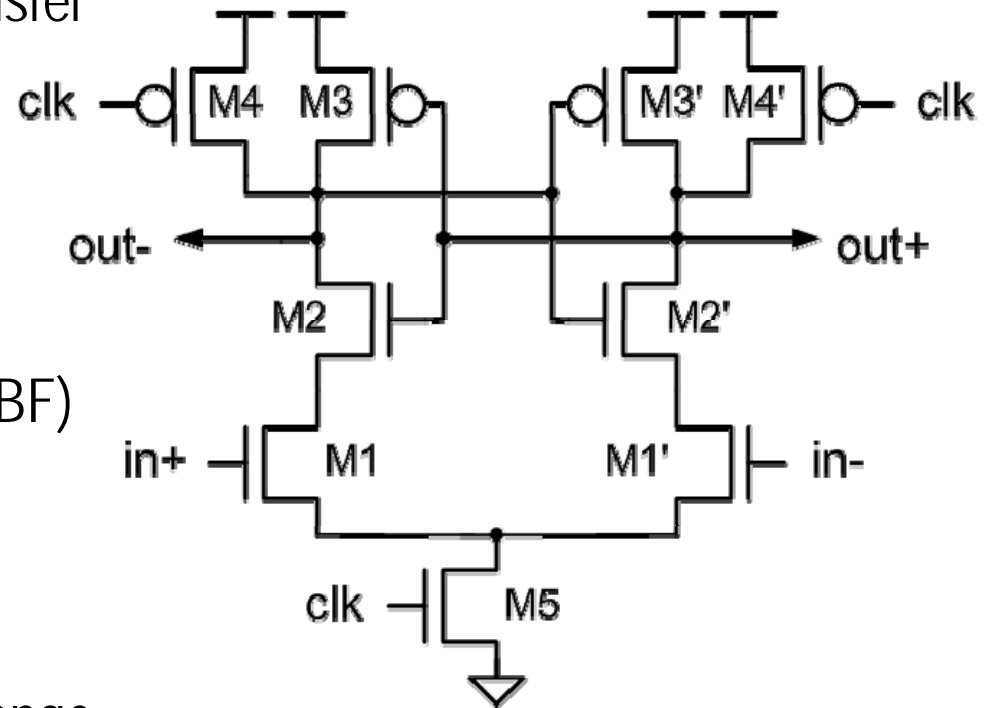 clk M4 M3 M3' M4' clk
out- out+
M2 M2'
BF)
in+ M1 M1' in-
clk M5